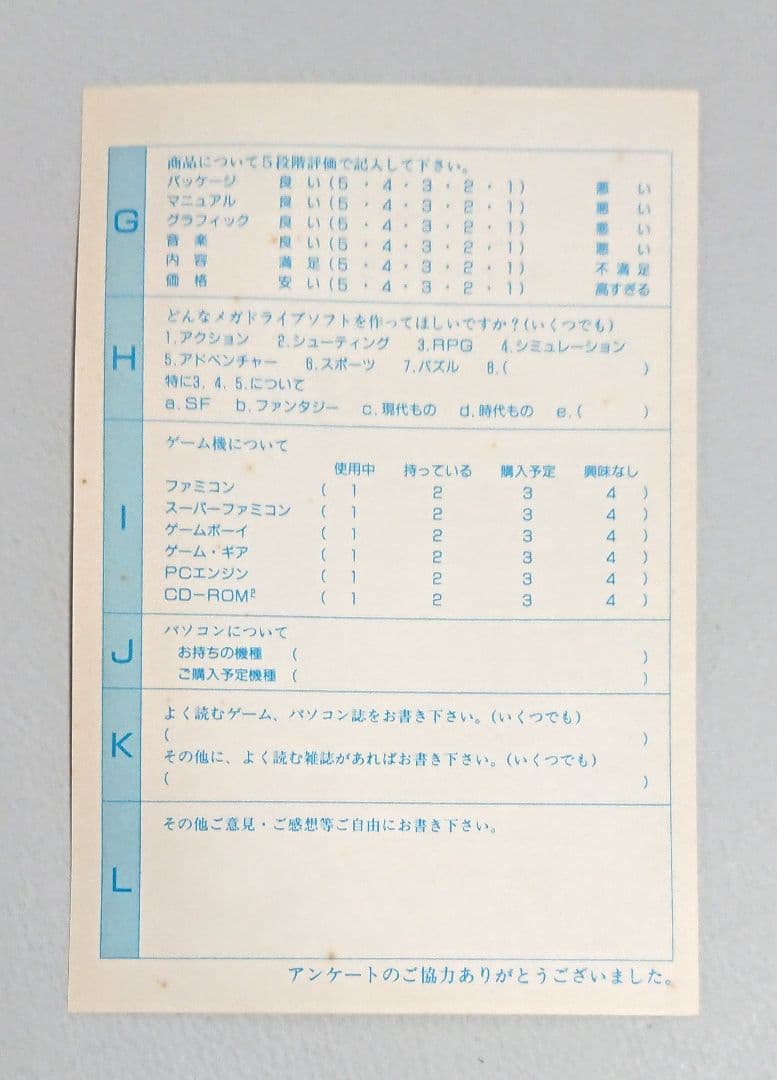 G
商品について5段階評価で記入して下さい。
パッケージ 良い(5・4・3・2・1) 悪い
マニュアル 良い(5・4・3・2・1) 悪い
グラフィック 良い(5・4・3・2・1) 悪い
音楽 良い(5・4・3・2・1) 悪い
内容 満足(5・4・3・2・1) 不満足
価格 安い(5・4・3・2・1) 高すぎる
H
どんなメガドライブソフトを作ってほしいですか?(いくつでも)
1.アクション 2.シューティング 3.RPG 4.シミュレーション
5.アドベンチャー 6.スポーツ 7.パズル 8.( )
特に3, 4, 5.について
a.SF b.ファンタジー c.現代もの d.時代もの e.( )
I
ゲーム機について
使用中 持っている 購入予定 興味なし
ファミコン ( 1 2 3 4 )
スーパーファミコン ( 1 2 3 4 )
ゲームボーイ ( 1 2 3 4 )
ゲーム・ギア ( 1 2 3 4 )
PCエンジン ( 1 2 3 4 )
CD-ROM² ( 1 2 3 4 )
J
パソコンについて
お持ちの機種 ( )
ご購入予定機種 ( )
K
よく読むゲーム、パソコン誌をお書き下さい。(いくつでも)
( )
その他に、よく読む雑誌があればお書き下さい。(いくつでも)
( )
L
その他ご意見・ご感想等ご自由にお書き下さい。
アンケートのご協力ありがとうございました。